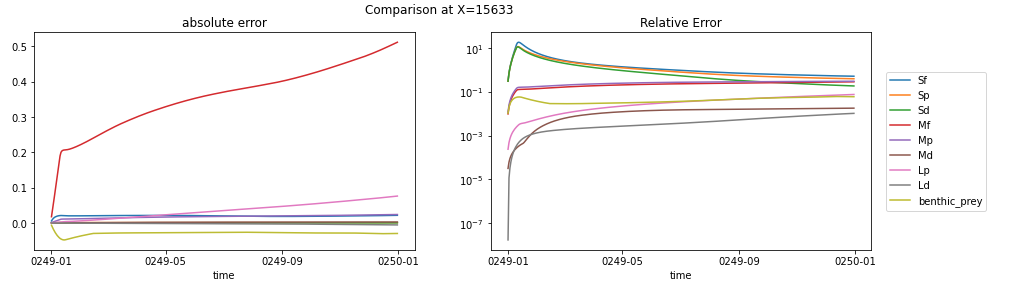 Comparison at X=15633
absolute error
0.5
0.4
0.3
0.2
0.1
0.0
0249-01
0249-05
0249-09
0250-01
time
Relative Error
10^1
10^−1
10^−3
10^−5
10^−7
0249-01
0249-05
0249-09
0250-01
time
Sf
Sp
Sd
Mf
Mp
Md
Lp
Ld
benthic_prey